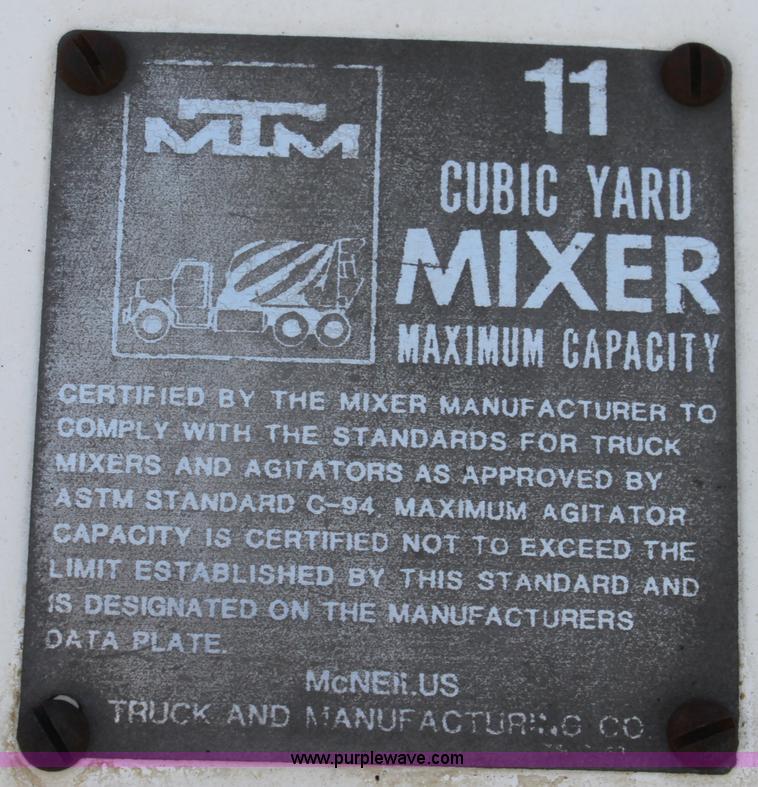 MTM
11
CUBIC YARD
MIXER
MAXIMUM CAPACITY
CERTIFIED BY THE MIXER MANUFACTURER TO
COMPLY WITH THE STANDARDS FOR TRUCK
MIXERS AND AGITATORS AS APPROVED BY
ASTM STANDARD C-94. MAXIMUM AGITATOR
CAPACITY IS CERTIFIED NOT TO EXCEED THE
LIMIT ESTABLISHED BY THIS STANDARD AND
IS DESIGNATED ON THE MANUFACTURERS
DATA PLATE.
McNEILUS
TRUCK AND MANUFACTURING CO
www.purplewave.com